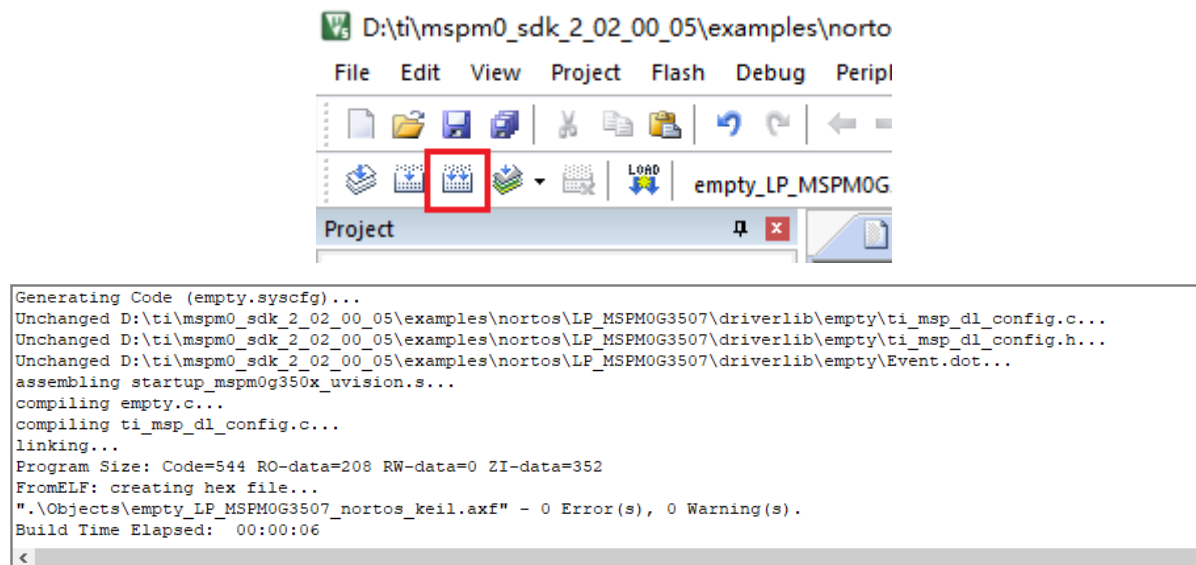 D:\ti\mspm0_sdk_2_02_00_05\examples\norto
File Edit View Project Flash Debug Periph
LOAD
empty_LP_MSPM0G
Project
Generating Code (empty.syscfg)...
Unchanged D:\ti\mspm0_sdk_2_02_00_05\examples\nortos\LP_MSPM0G3507\driverlib\empty\ti_msp_dl_config.c...
Unchanged D:\ti\mspm0_sdk_2_02_00_05\examples\nortos\LP_MSPM0G3507\driverlib\empty\ti_msp_dl_config.h...
Unchanged D:\ti\mspm0_sdk_2_02_00_05\examples\nortos\LP_MSPM0G3507\driverlib\empty\Event.dot...
assembling startup_mspm0g350x_uvision.s...
compiling empty.c...
compiling ti_msp_dl_config.c...
linking...
Program Size: Code=544 RO-data=208 RW-data=0 ZI-data=352
FromELF: creating hex file...
".\Objects\empty_LP_MSPM0G3507_nortos_keil.axf" - 0 Error(s), 0 Warning(s).
Build Time Elapsed:  00:00:06